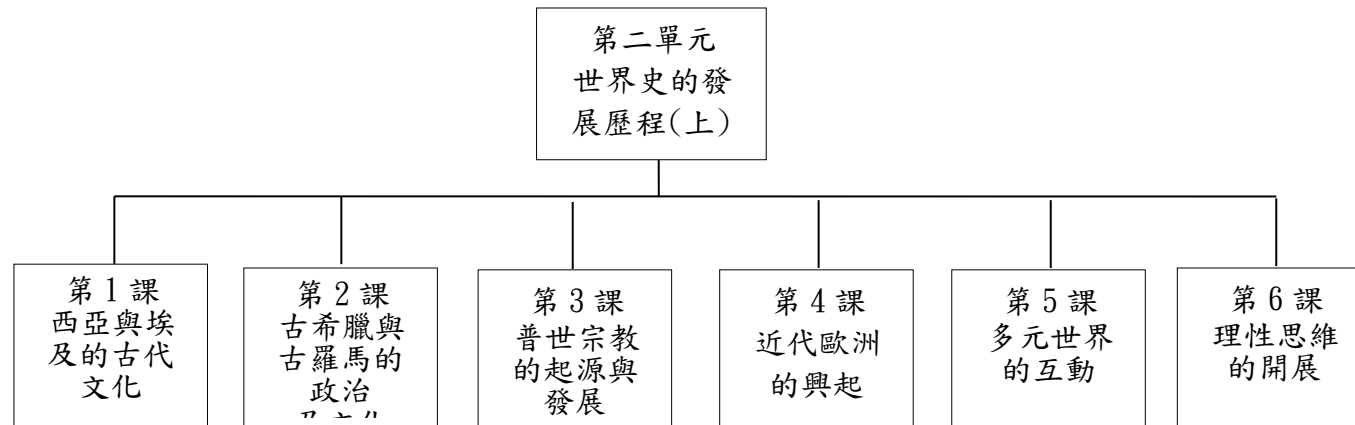 第二單元
世界史的發
展歷程(上)
第1課
西亞與埃
及的古代
文化
第2課
古希臘與
古羅馬的
政治
及文化
第3課
普世宗教
的起源與
發展
第4課
近代歐洲
的興起
第5課
多元世界
的互動
第6課
理性思維
的開展